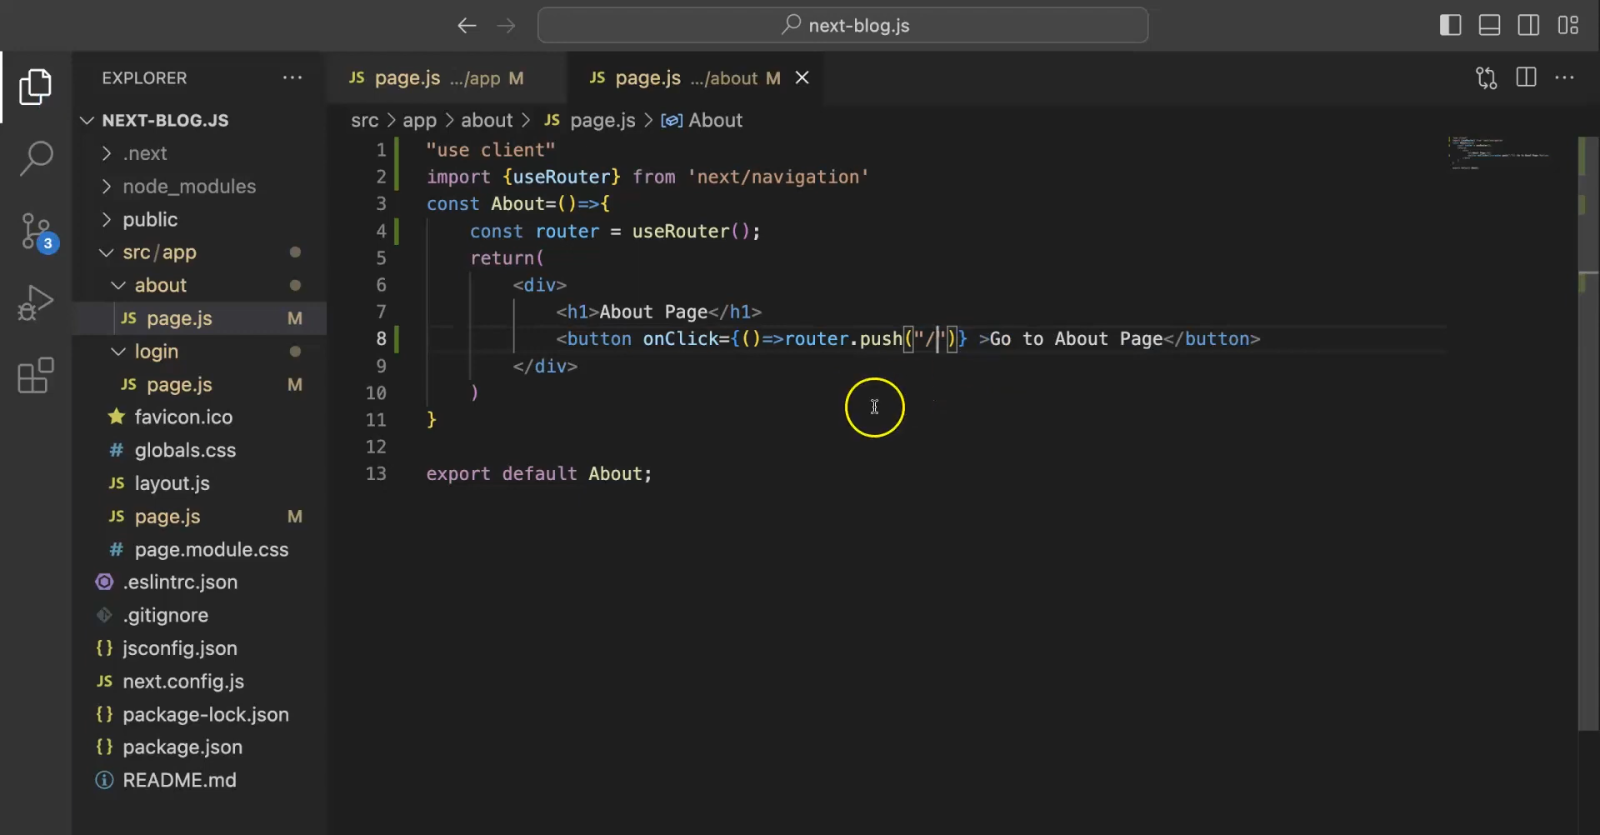 next-blog.js
EXPLORER ...
JS page.js .../app M
JS page.js .../about M
NEXT-BLOG.JS
src > app > about > JS page.js > About
.next
node_modules
public
3
src/app
about
JS page.js M
login
JS page.js M
favicon.ico
# globals.css
JS layout.js
JS page.js M
# page.module.css
.eslintrc.json
.gitignore
{} jsconfig.json
JS next.config.js
{} package-lock.json
{} package.json
README.md
1 "use client"
2 import {useRouter} from 'next/navigation'
3 const About=()=>{
4 const router = useRouter();
5 return(
6 <div>
7 <h1>About Page</h1>
8 <button onClick={()=>router.push("/")} >Go to About Page</button>
9 </div>
10 )
11 }
12
13 export default About;